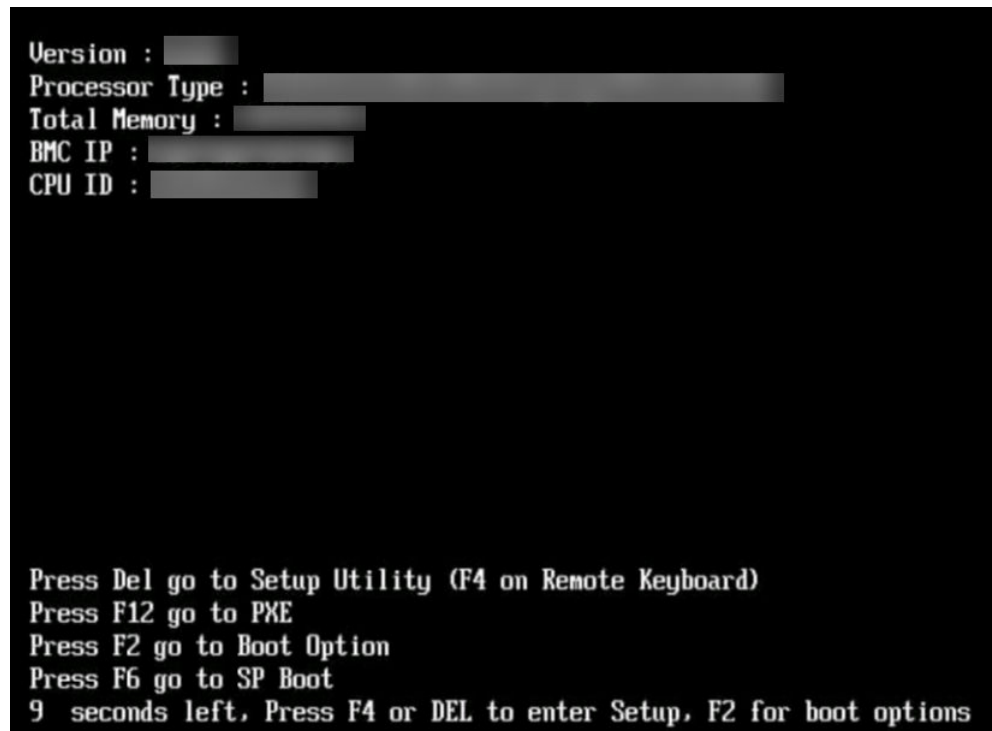 Version :
Processor Type :
Total Memory :
BMC IP :
CPU ID :
Press Del go to Setup Utility (F4 on Remote Keyboard)
Press F12 go to PXE
Press F2 go to Boot Option
Press F6 go to SP Boot
9 seconds left, Press F4 or DEL to enter Setup, F2 for boot options